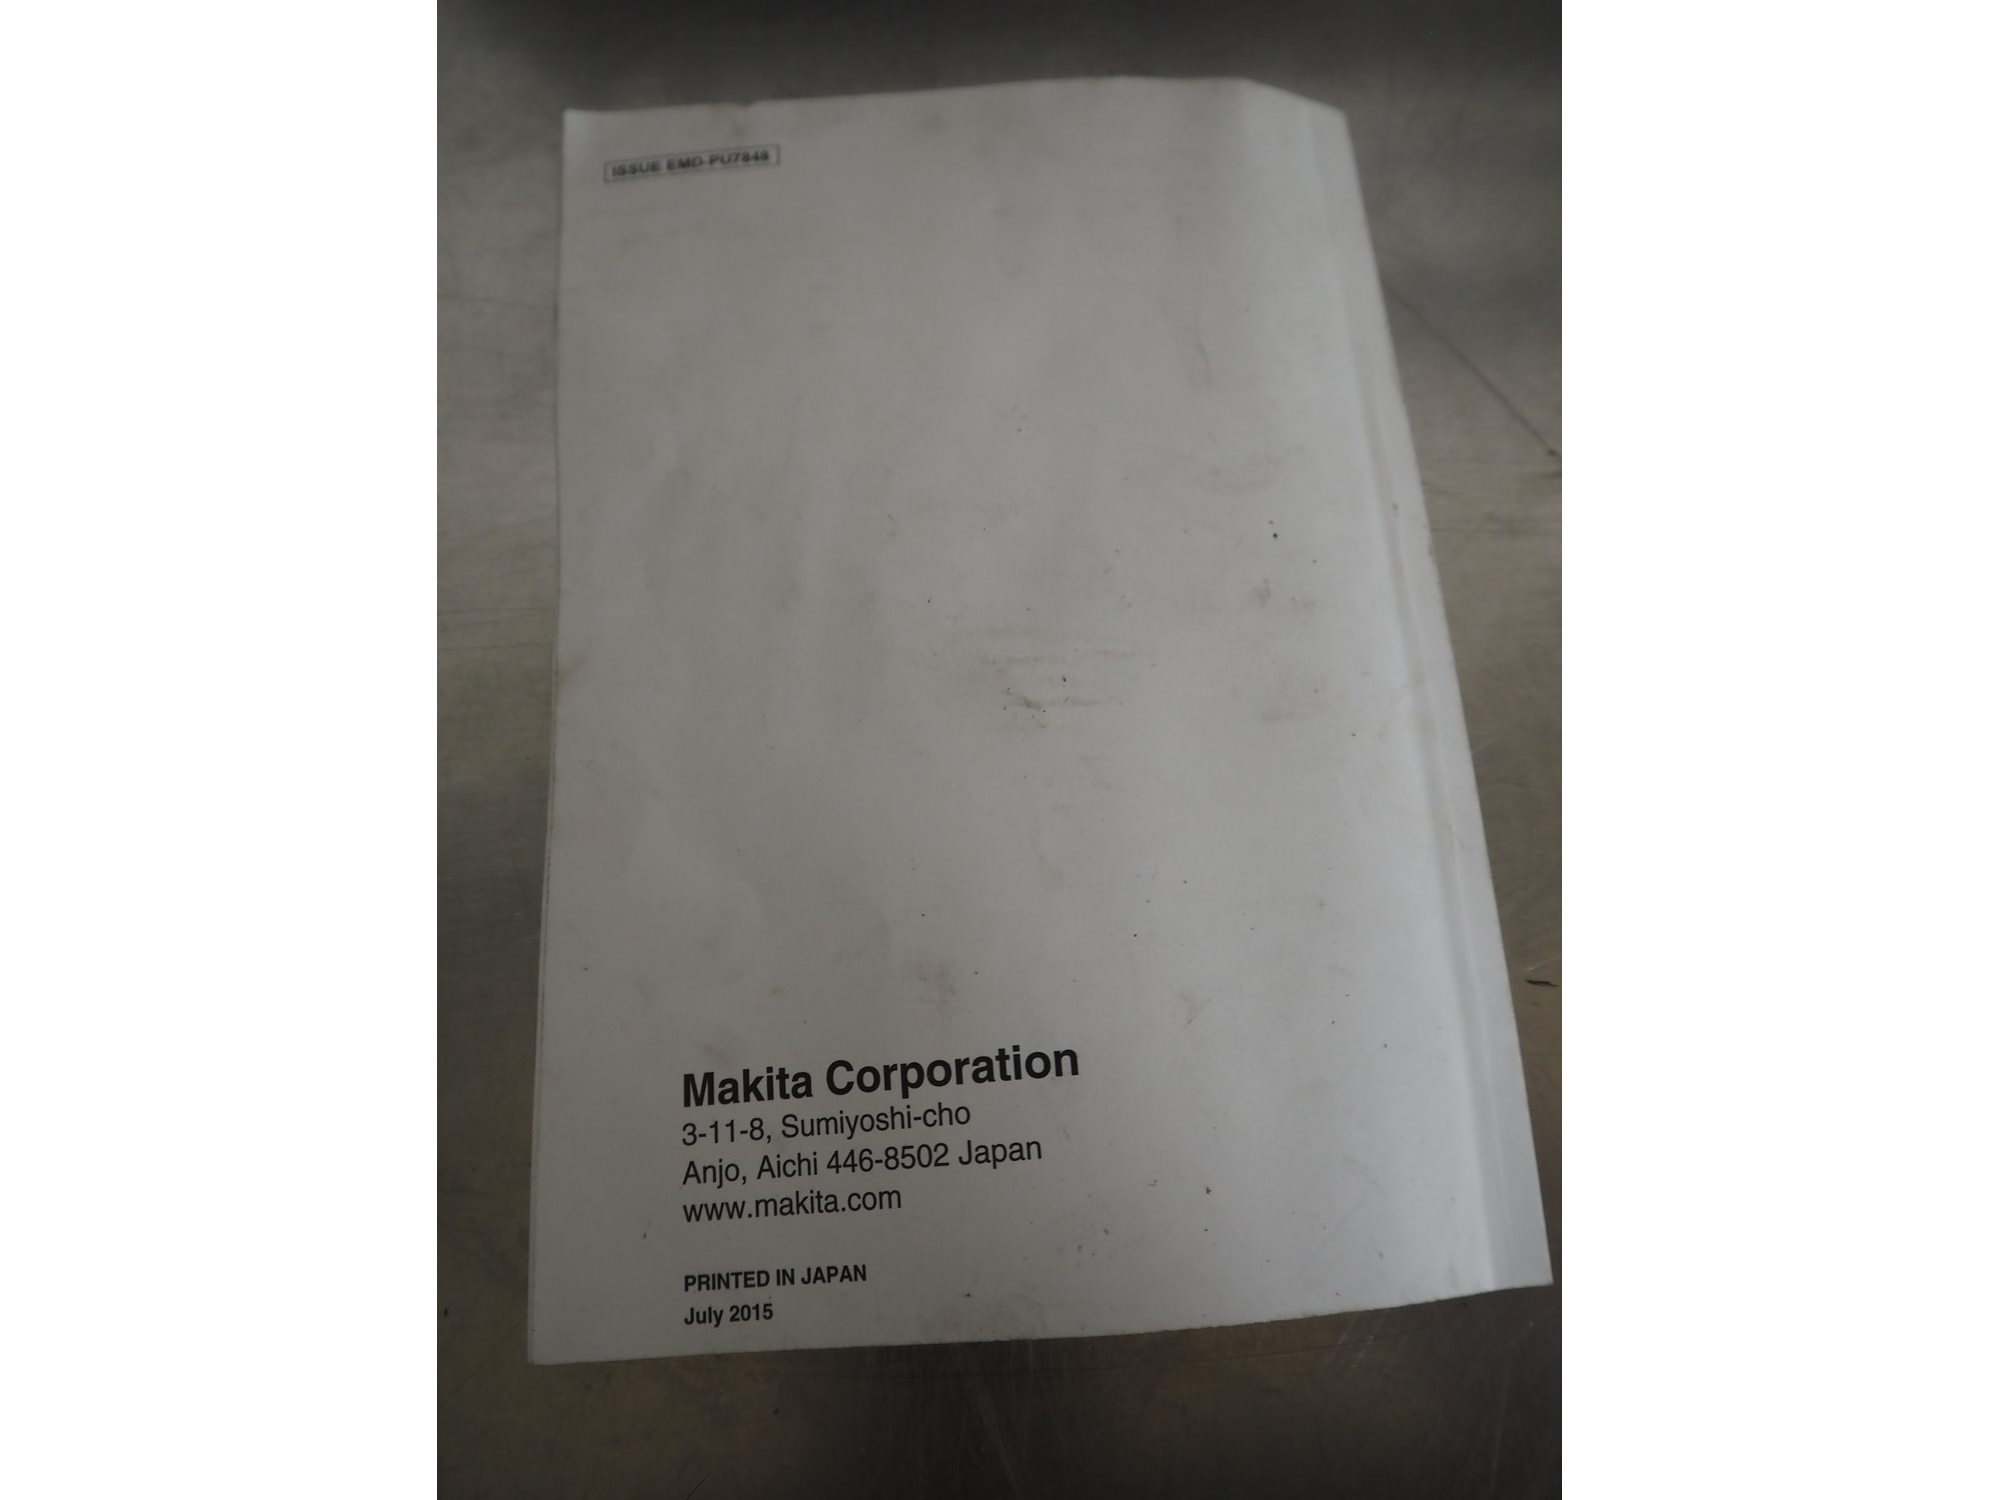 ISSUE EMD-PU7848
Makita Corporation
3-11-8, Sumiyoshi-cho
Anjo, Aichi 446-8502 Japan
www.makita.com
PRINTED IN JAPAN
July 2015